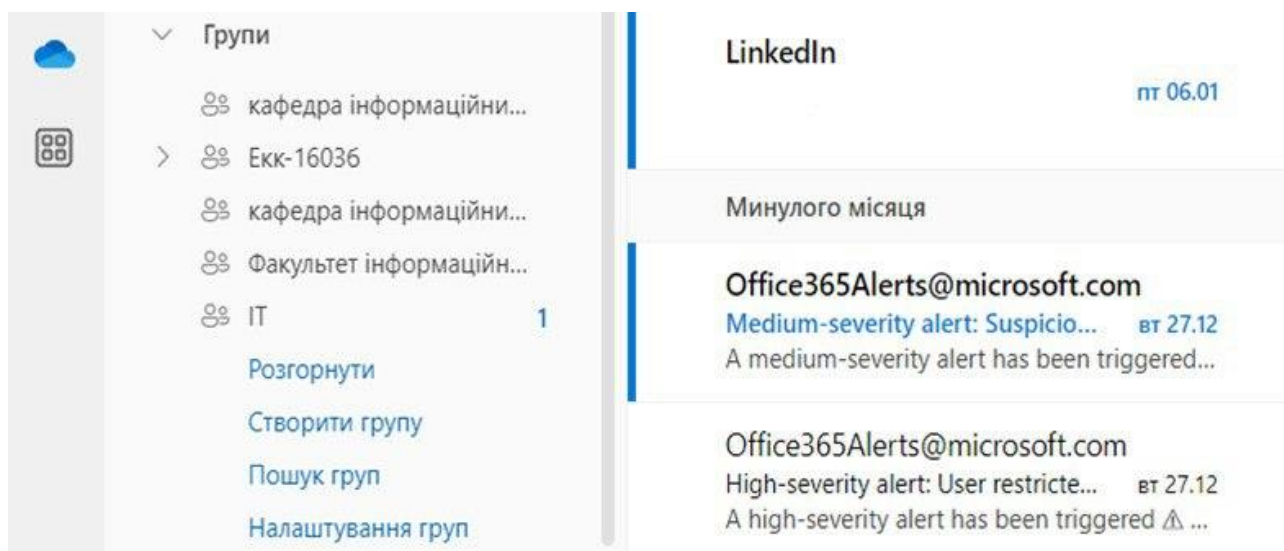 Групи
кафедра інформаційни...
Екк-16036
кафедра інформаційни...
Факультет інформаційн...
IT 1
Розгорнути
Створити групу
Пошук груп
Налаштування груп
LinkedIn
пт 06.01
Минулого місяця
Office365Alerts@microsoft.com
Medium-severity alert: Suspicio... вт 27.12
A medium-severity alert has been triggered...
Office365Alerts@microsoft.com
High-severity alert: User restricte... вт 27.12
A high-severity alert has been triggered ⚠ ...